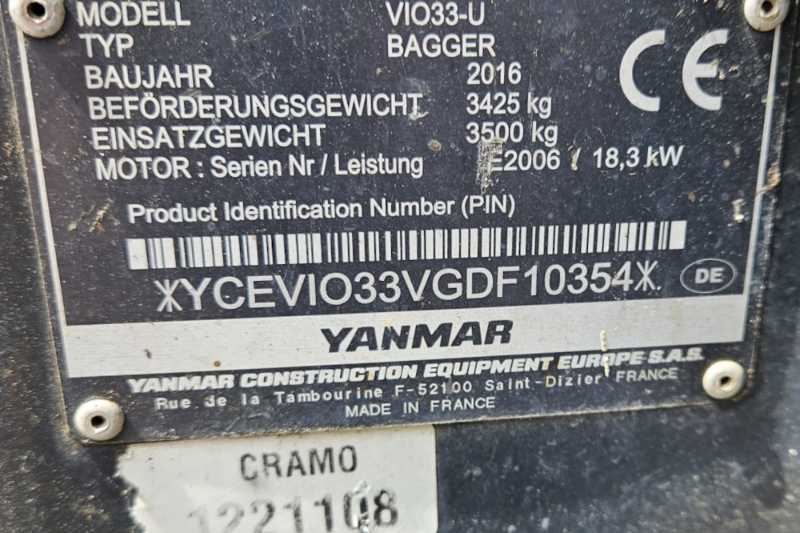 MODELL VIO33-U
TYP BAGGER
BAUJAHR 2016
BEFÖRDERUNGSGEWICHT 3425 kg
EINSATZGEWICHT 3500 kg
MOTOR : Serien Nr / Leistung E2006 / 18,3 kW
CE
Product Identification Number (PIN)
*YCEVIO33VGDF10354*
DE
YANMAR
YANMAR CONSTRUCTION EQUIPMENT EUROPE S.A.S.
Rue de la Tambourine F-52100 Saint-Dizier FRANCE
MADE IN FRANCE
CRAMO
1221108